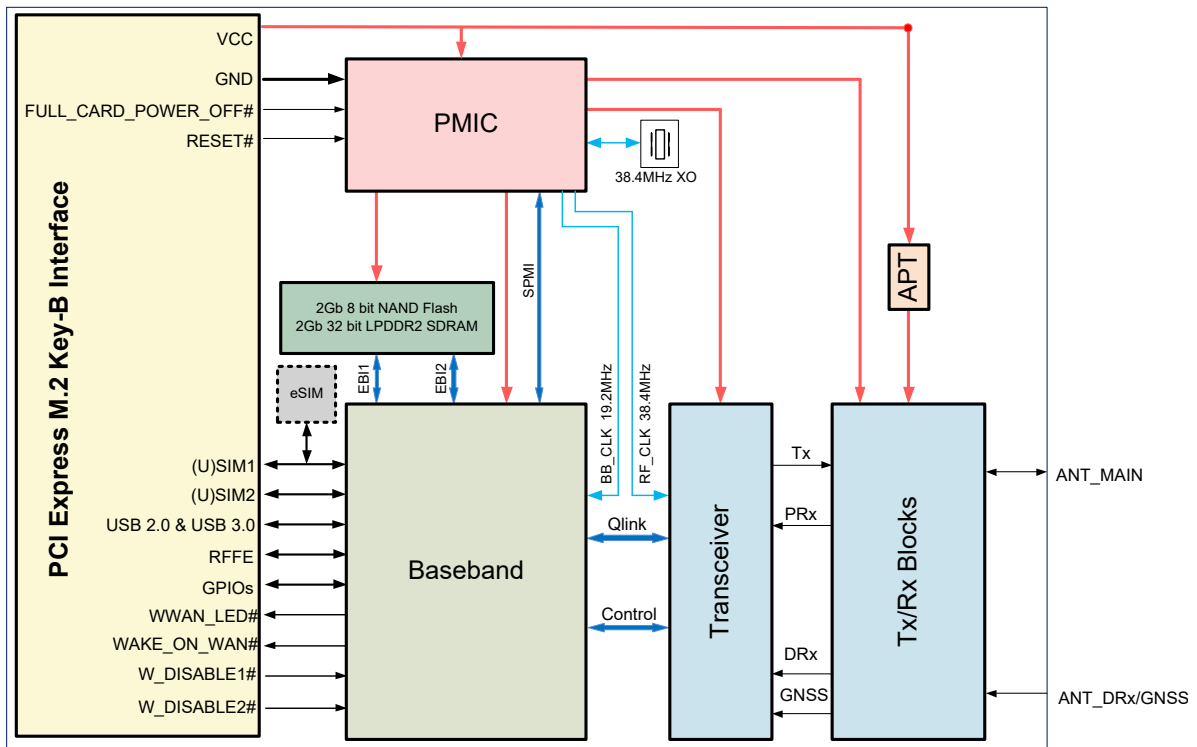 PCI Express M.2 Key-B Interface
VCC
GND
FULL_CARD_POWER_OFF#
RESET#
PMIC
38.4MHz XO
APT
2Gb 8 bit NAND Flash
2Gb 32 bit LPDDR2 SDRAM
SPMI
EBI1
EBI2
BB_CLK 19.2MHz
RF_CLK 38.4MHz
eSIM
(U)SIM1
(U)SIM2
USB 2.0 & USB 3.0
RFFE
GPIOs
WWAN_LED#
WAKE_ON_WAN#
W_DISABLE1#
W_DISABLE2#
Baseband
Qlink
Control
Transceiver
Tx
PRx
DRx
GNSS
Tx/Rx Blocks
ANT_MAIN
ANT_DRx/GNSS